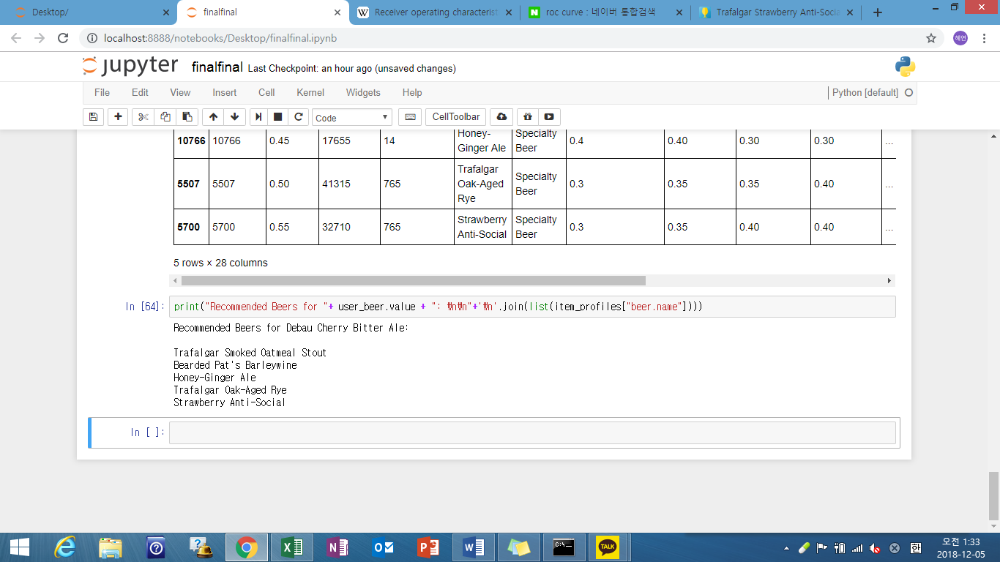 Desktop/
finalfinal
Receiver operating characterist
roc curve : 네이버 통합검색
Trafalgar Strawberry Anti-Socia
localhost:8888/notebooks/Desktop/finalfinal.ipynb
혜연
jupyter finalfinal Last Checkpoint: an hour ago (unsaved changes)
File Edit View Insert Cell Kernel Widgets Help Python [default]
Code CellToolbar
10766 10766 0.45 17655 14 Honey-Ginger Ale Specialty Beer 0.4 0.40 0.30 0.30 ...
5507 5507 0.50 41315 765 Trafalgar Oak-Aged Rye Specialty Beer 0.3 0.35 0.35 0.40 ...
5700 5700 0.55 32710 765 Strawberry Anti-Social Specialty Beer 0.3 0.35 0.40 0.40 ...
5 rows × 28 columns
In [64]: print("Recommended Beers for "+ user_beer.value + ": ₩n₩n"+'₩n'.join(list(item_profiles["beer.name"])))
Recommended Beers for Debau Cherry Bitter Ale:
Trafalgar Smoked Oatmeal Stout
Bearded Pat's Barleywine
Honey-Ginger Ale
Trafalgar Oak-Aged Rye
Strawberry Anti-Social
In [ ]:
TALK
한
오전 1:33
2018-12-05